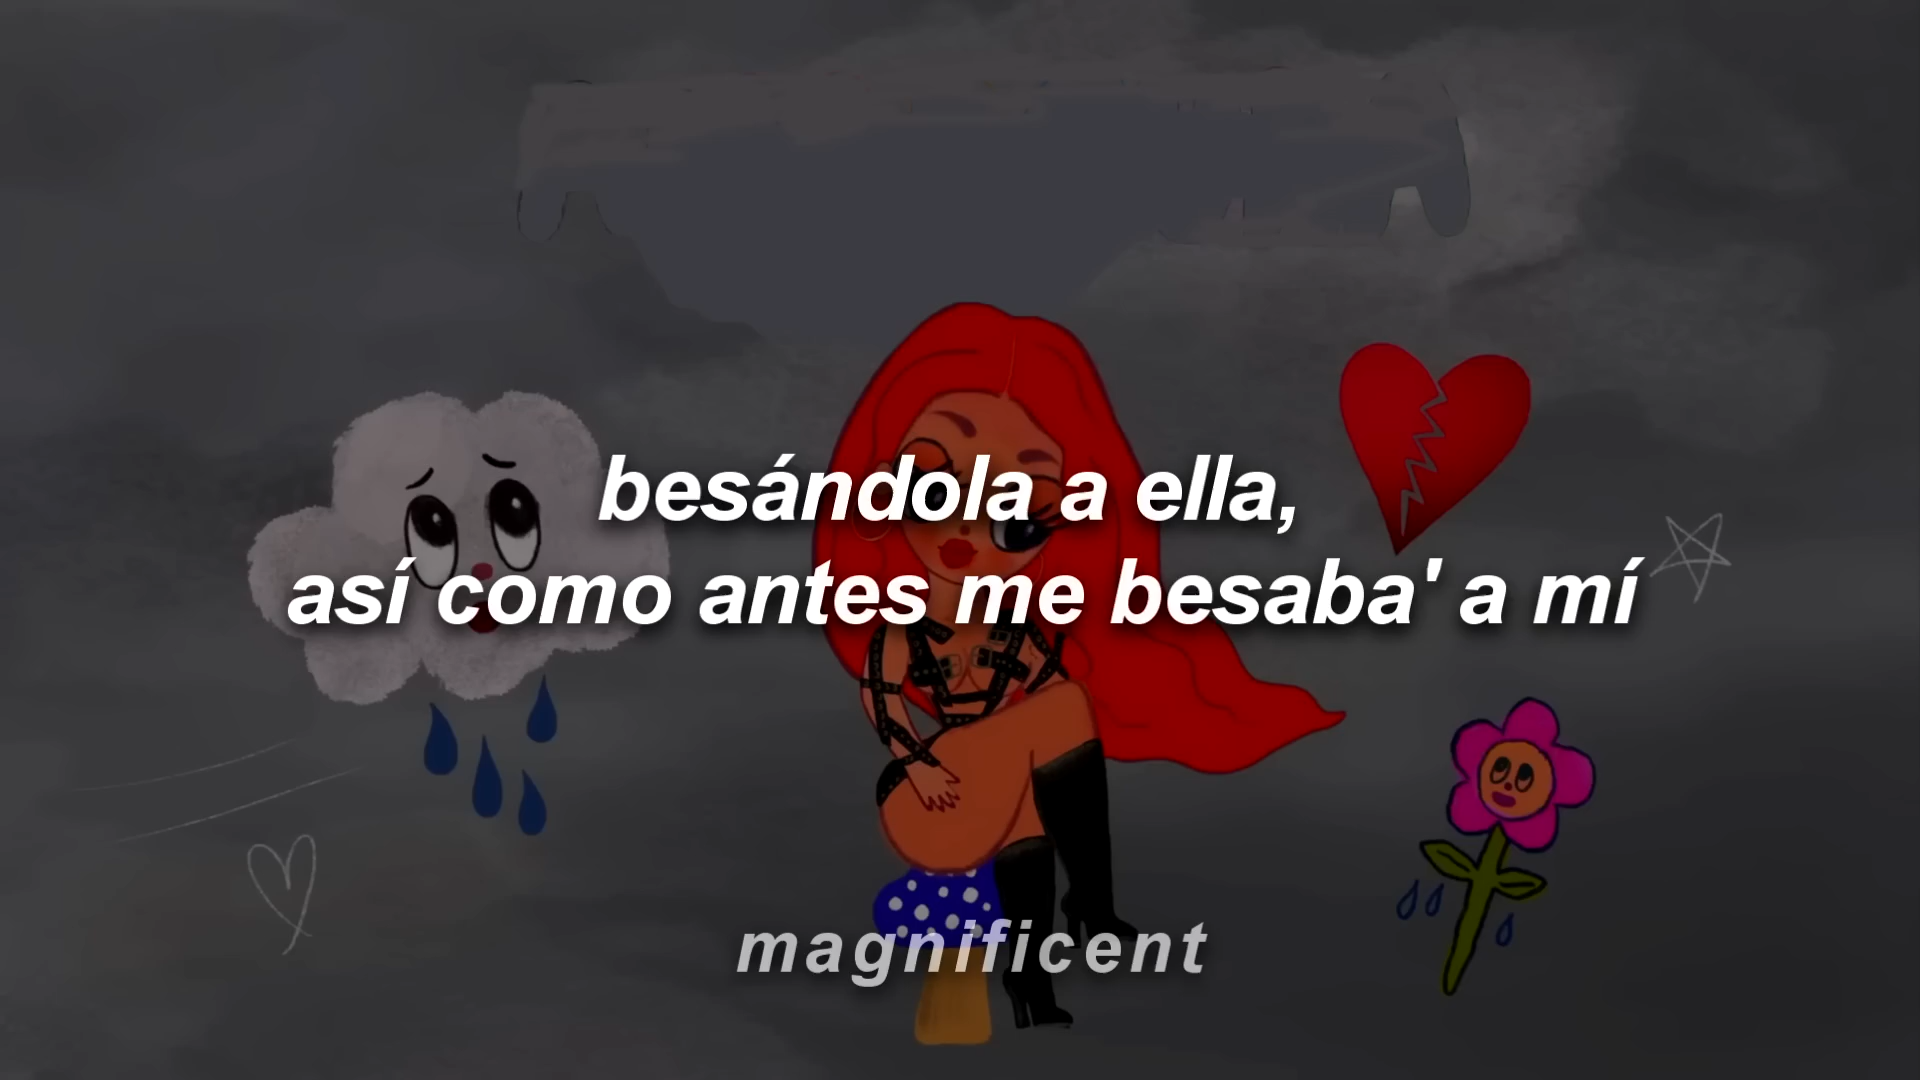 besándola a ella,
así como antes me besaba' a mí
magnificent